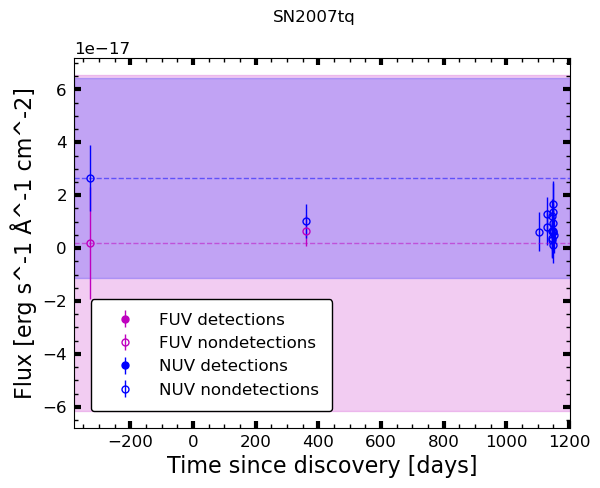 SN2007tq
1e−17
6
4
2
0
−2
−4
−6
Flux [erg s^-1 Å^-1 cm^-2]
FUV detections
FUV nondetections
NUV detections
NUV nondetections
−200 0 200 400 600 800 1000 1200
Time since discovery [days]